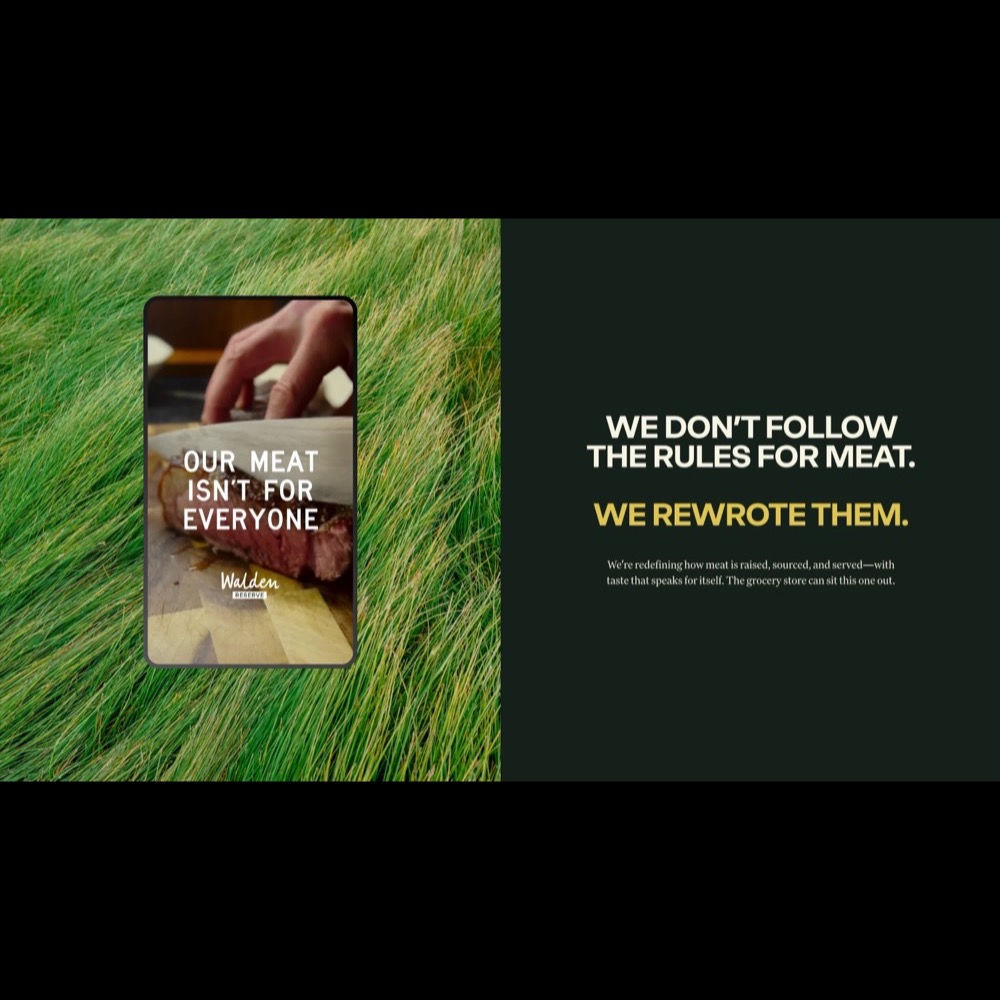 OUR MEAT
ISN'T FOR
EVERYONE
Walden
RESERVE
WE DON'T FOLLOW
THE RULES FOR MEAT.
WE REWROTE THEM.
We're redefining how meat is raised, sourced, and served—with
taste that speaks for itself. The grocery store can sit this one out.